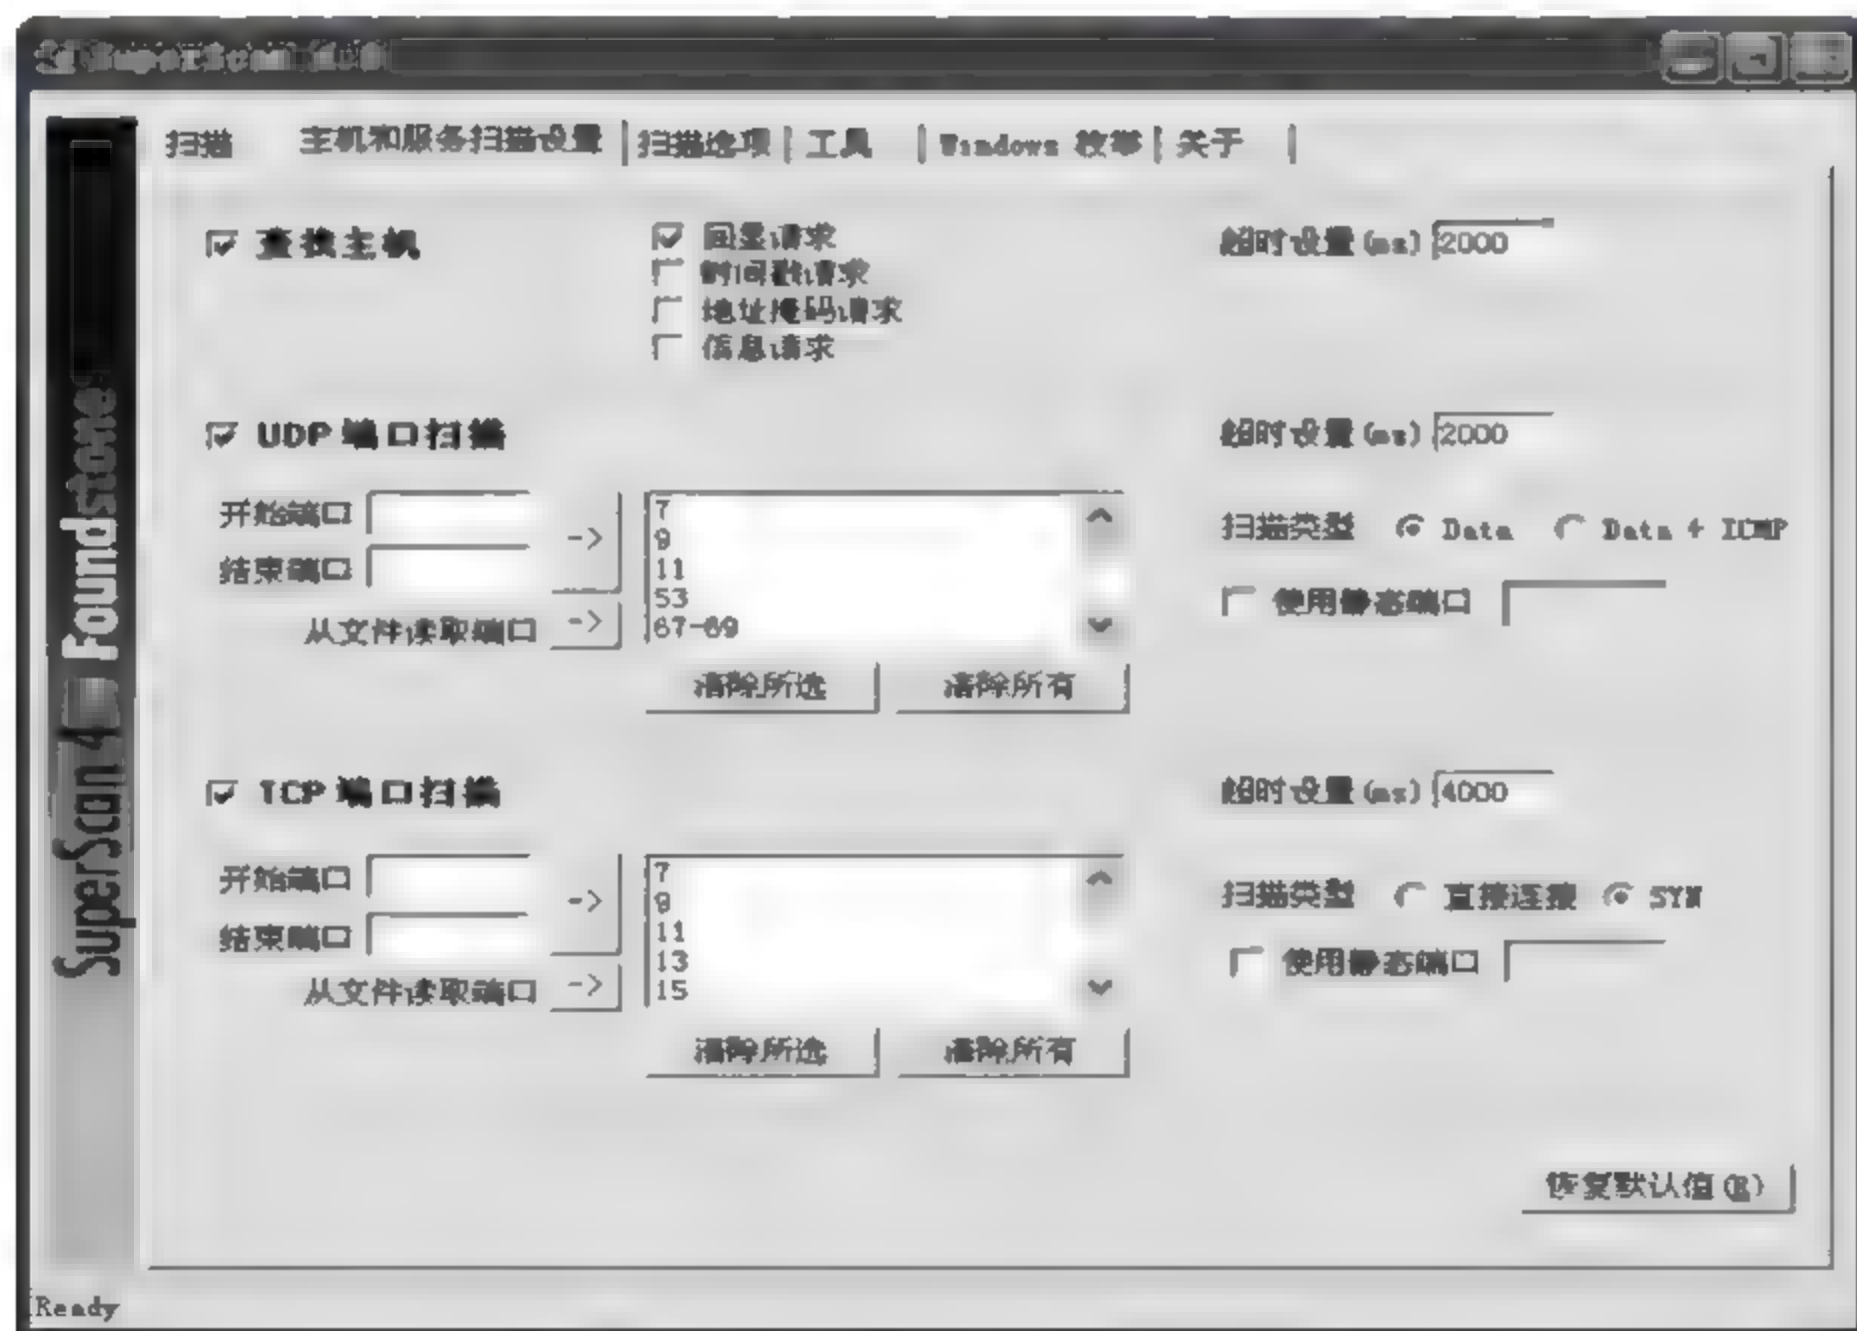 SuperScan 4.0
扫描 主机和服务扫描设置 扫描选项 工具 Windows 枚举 关于
查找主机 回显请求 超时设置(ms) 2000
时间戳请求
地址掩码请求
信息请求
UDP 端口扫描 超时设置(ms) 2000
开始端口 -> 7
9
扫描类型 Data Data + ICMP
结束端口 11
53
使用静态端口
从文件读取端口 -> 67-69
清除所选 清除所有
TCP 端口扫描 超时设置(ms) 4000
开始端口 -> 7
9
扫描类型 直接连接 SYN
结束端口 11
13
使用静态端口
从文件读取端口 -> 15
清除所选 清除所有
恢复默认值(R)
SuperScan 4 Foundstone
Ready